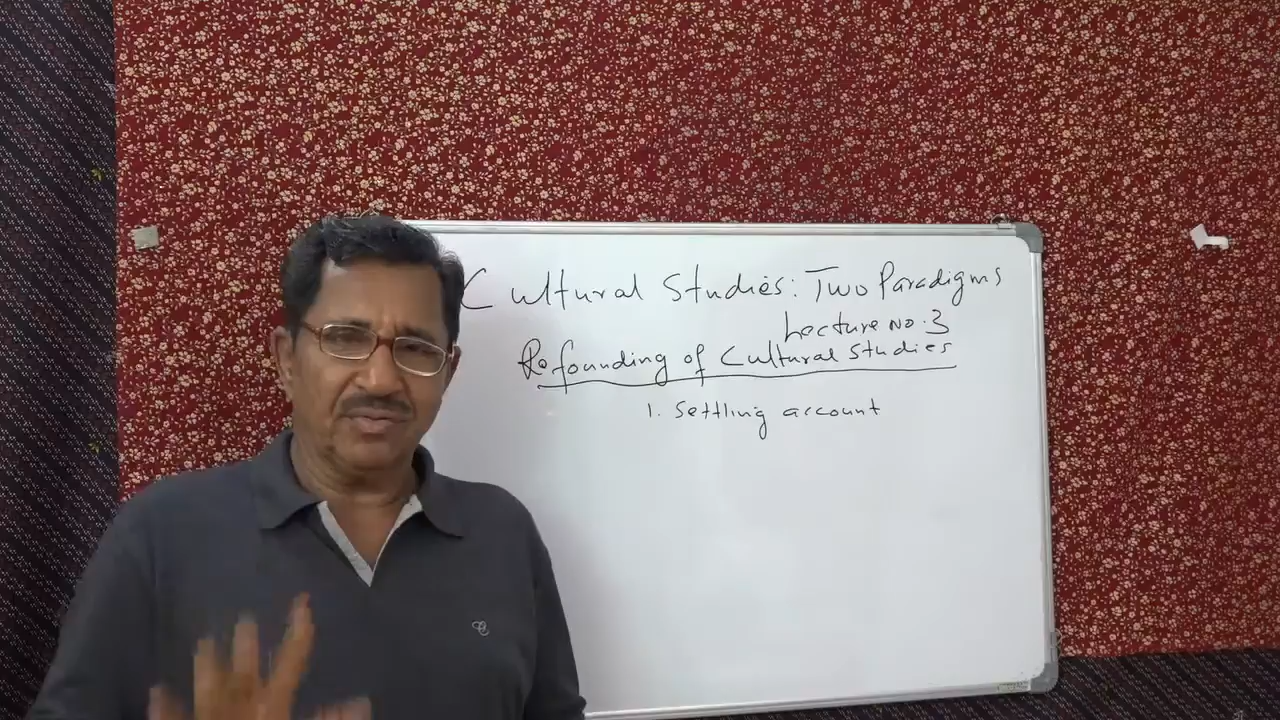 Cultural Studies: Two Paradigms
Lecture No. 3
Refounding of Cultural Studies
1. Settling account